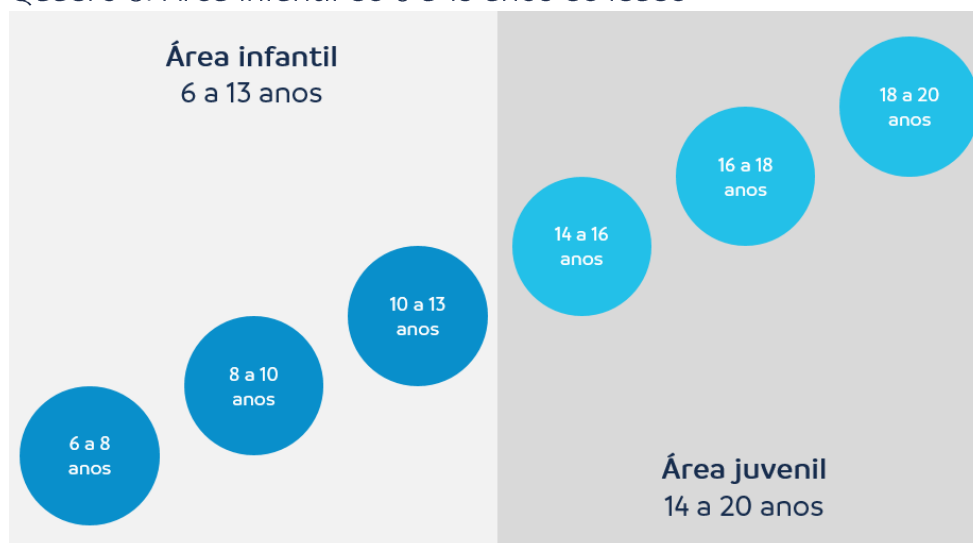 Área infantil
6 a 13 anos
18 a 20
anos
16 a 18
anos
14 a 16
anos
10 a 13
anos
8 a 10
anos
6 a 8
anos
Área juvenil
14 a 20 anos